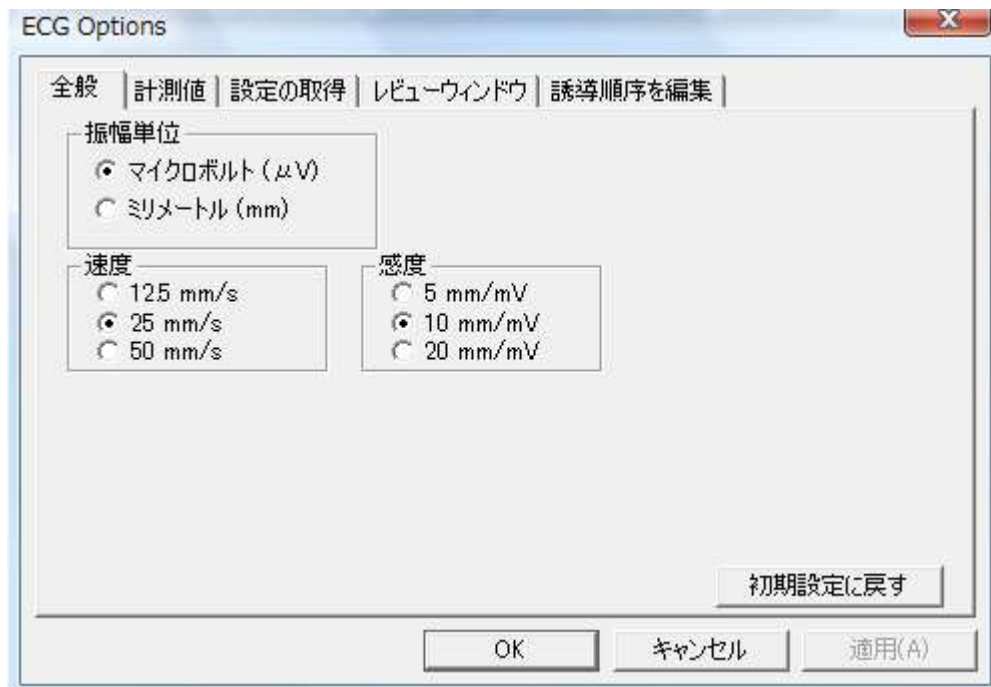 ECG Options
全般 計測値 設定の取得 レビューウィンドウ 誘導順序を編集
振幅単位
マイクロボルト (μV)
ミリメートル (mm)
速度 感度
12.5 mm/s 5 mm/mV
25 mm/s 10 mm/mV
50 mm/s 20 mm/mV
初期設定に戻す
OK キャンセル 適用(A)